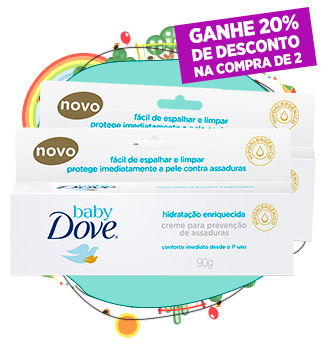 GANHE 20%
DE DESCONTO
NA COMPRA DE 2
novo
fácil de espalhar e limpar
protege imediatamente a pele
HIPOALERGÊNICO
novo
fácil de espalhar e limpar
protege imediatamente a pele contra assaduras
baby
Dove
hidratação enriquecida
creme para prevenção
de assaduras
conforto imediato desde o 1º uso
90g
HIPOALERGÊNICO